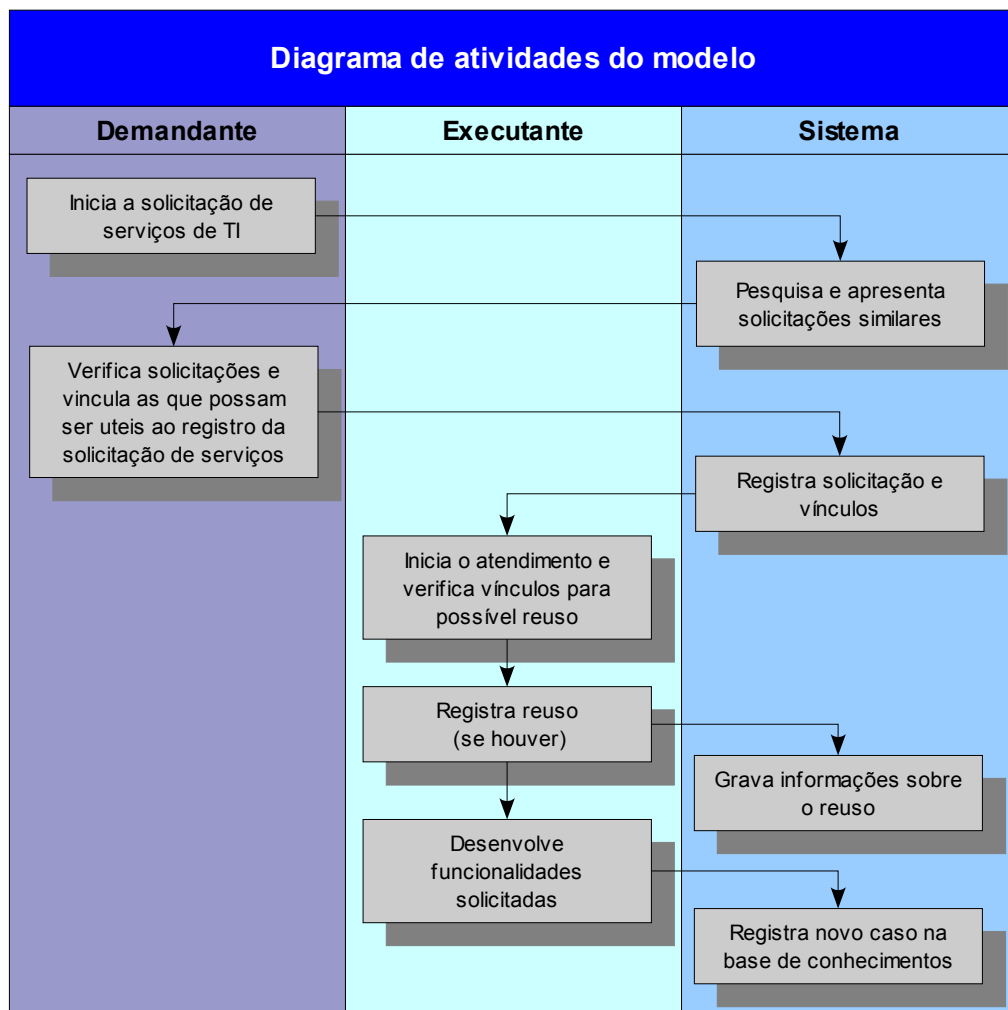 Diagrama de atividades do modelo
Demandante
Executante
Sistema
Inicia a solicitação de
serviços de TI
Pesquisa e apresenta
solicitações similares
Verifica solicitações e
vincula as que possam
ser uteis ao registro da
solicitação de serviços
Registra solicitação e
vínculos
Inicia o atendimento e
verifica vínculos para
possível reuso
Registra reuso
(se houver)
Grava informações sobre
o reuso
Desenvolve
funcionalidades
solicitadas
Registra novo caso na
base de conhecimentos